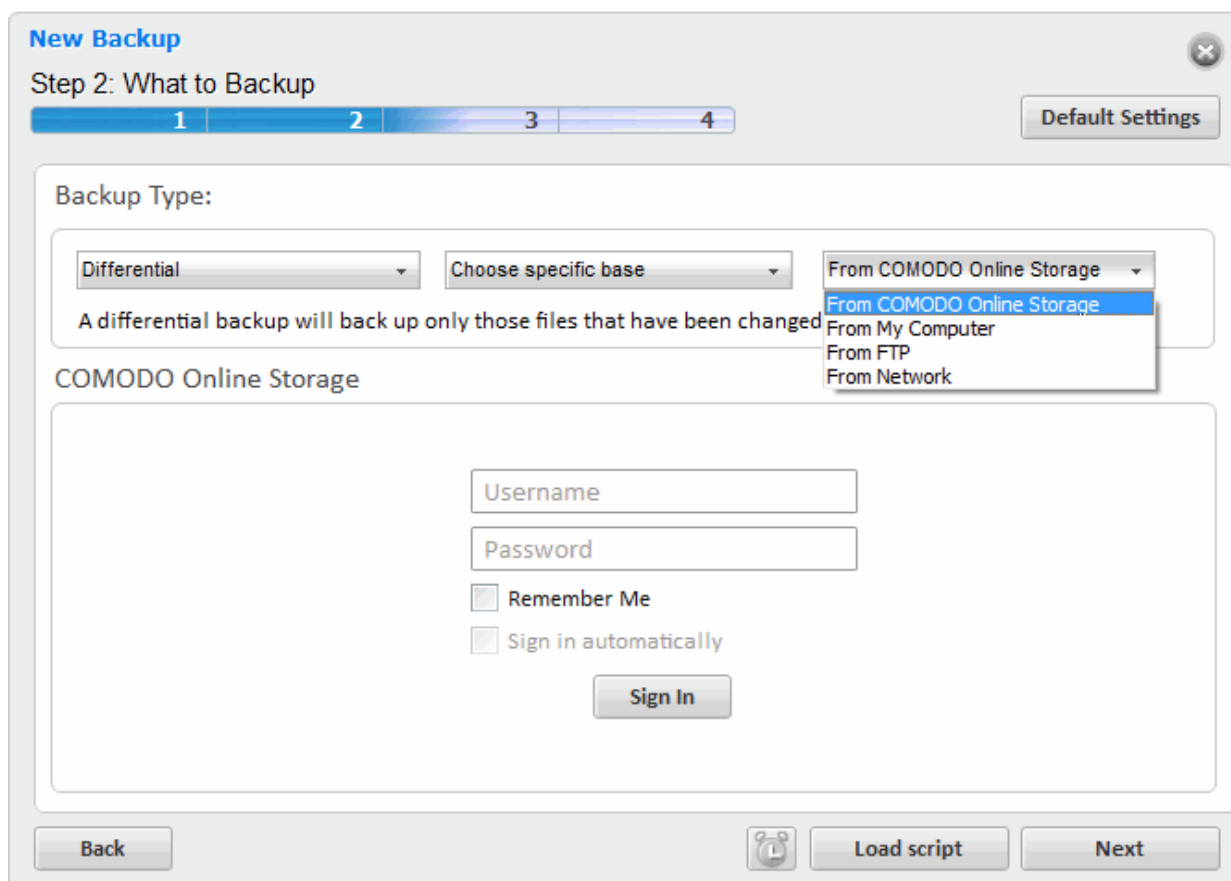 New Backup
Step 2: What to Backup
1 2 3 4
Default Settings
Backup Type:
Differential
Choose specific base
From COMODO Online Storage
A differential backup will back up only those files that have been changed
From COMODO Online Storage
From My Computer
From FTP
From Network
COMODO Online Storage
Username
Password
Remember Me
Sign in automatically
Sign In
Back
Load script
Next